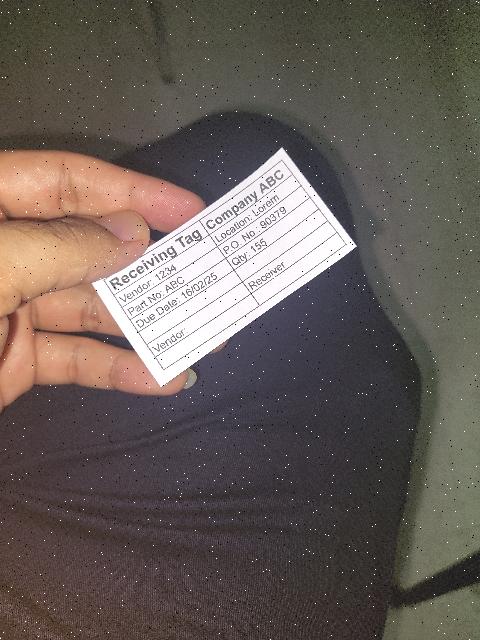 Receiving Tag Company ABC
Vendor: 1234 Location: Lorem
Part No. ABC P.O. No.: 90379
Due Date: 16/02/25 Qty: 155
Vendor: Receiver